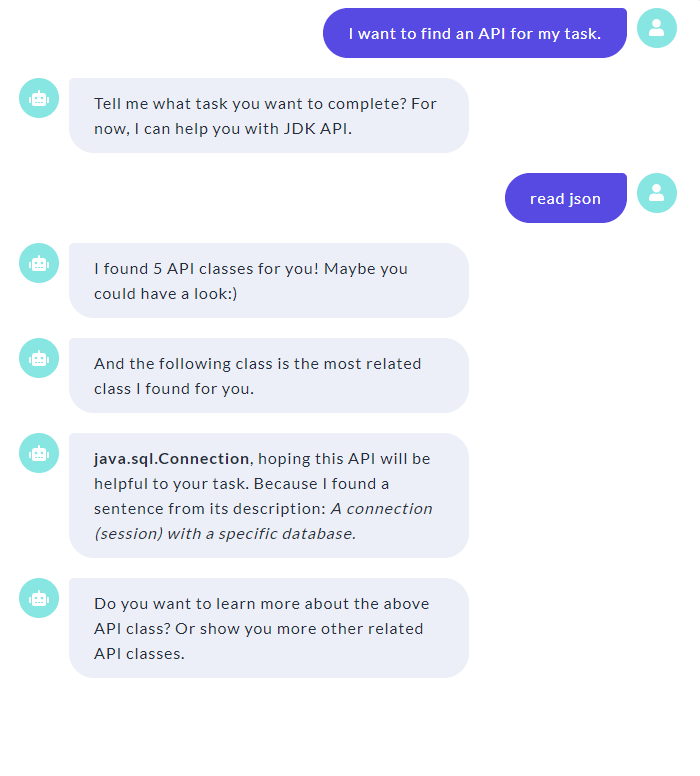 I want to find an API for my task.
Tell me what task you want to complete? For
now, I can help you with JDK API.
read json
I found 5 API classes for you! Maybe you
could have a look:)
And the following class is the most related
class I found for you.
java.sql.Connection, hoping this API will be
helpful to your task. Because I found a
sentence from its description: A connection
(session) with a specific database.
Do you want to learn more about the above
API class? Or show you more other related
API classes.